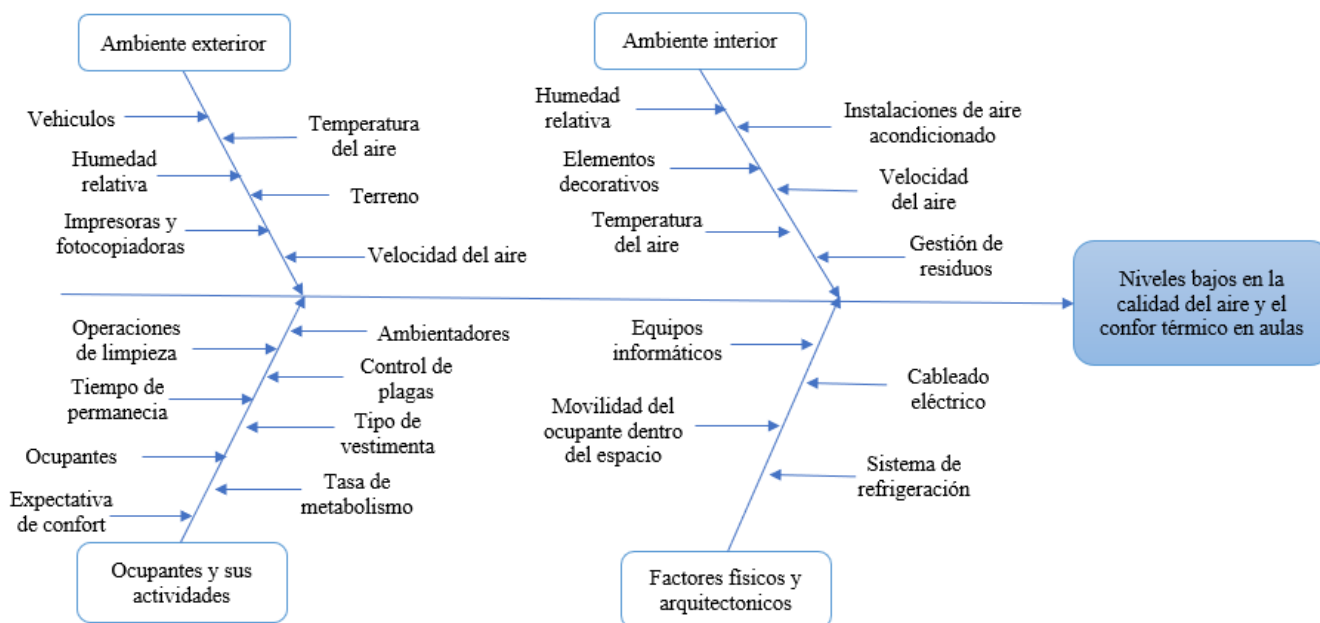 Ambiente exteriror
Vehiculos
Temperatura
del aire
Humedad
relativa
Terreno
Impresoras y
fotocopiadoras
Velocidad del aire
Ambiente interior
Humedad
relativa
Instalaciones de aire
acondicionado
Elementos
decorativos
Velocidad
del aire
Temperatura
del aire
Gestión de
residuos
Niveles bajos en la
calidad del aire y el
confor térmico en aulas
Ambientadores
Operaciones
de limpieza
Control de
plagas
Tiempo de
permanecia
Tipo de
vestimenta
Ocupantes
Tasa de
metabolismo
Expectativa
de confort
Ocupantes y sus
actividades
Equipos
informáticos
Cableado
eléctrico
Movilidad del
ocupante dentro
del espacio
Sistema de
refrigeración
Factores físicos y
arquitectonicos